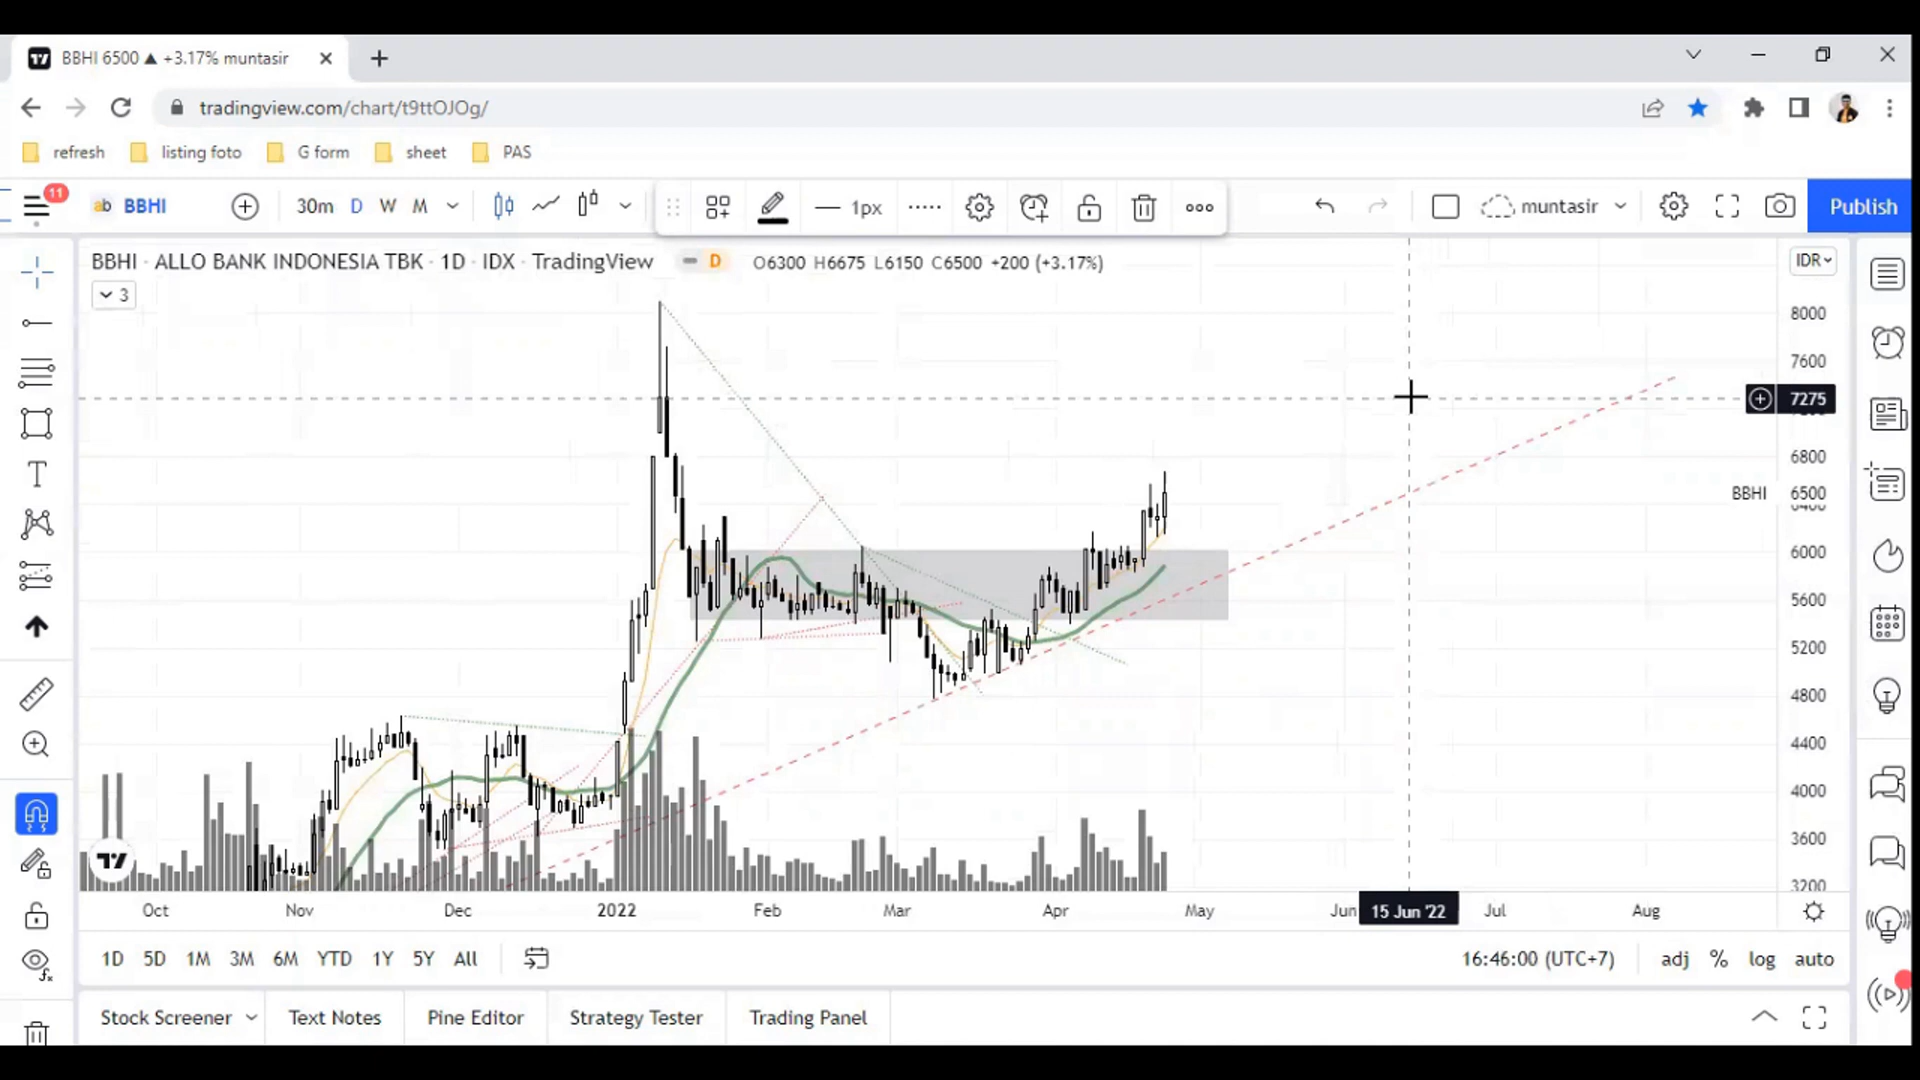 BBHI 6500 ▲ +3.17% muntasir
tradingview.com/chart/t9ttOJOg/
refresh listing foto G form sheet PAS
11
ab BBHI 30m D W M 1px muntasir Publish
BBHI · ALLO BANK INDONESIA TBK · 1D · IDX · TradingView D O6300 H6675 L6150 C6500 +200 (+3.17%) IDR
3
8000
7600
7275
6800
BBHI 6500
6000
5600
5200
4800
4400
4000
3600
3200
Oct Nov Dec 2022 Feb Mar Apr May Jun 15 Jun '22 Jul Aug
1D 5D 1M 3M 6M YTD 1Y 5Y All 16:46:00 (UTC+7) adj % log auto
Stock Screener Text Notes Pine Editor Strategy Tester Trading Panel